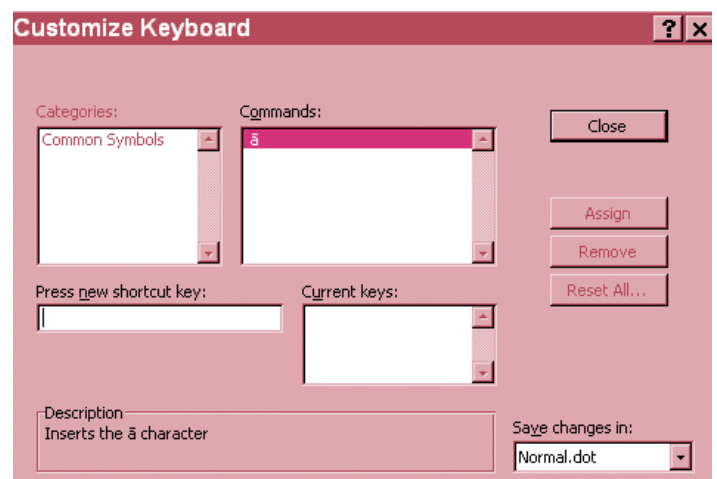 Customize Keyboard
? x
Categories: Commands:
Common Symbols ā
Close
Assign
Remove
Reset All...
Press new shortcut key: Current keys:
Description
Inserts the ā character
Save changes in:
Normal.dot